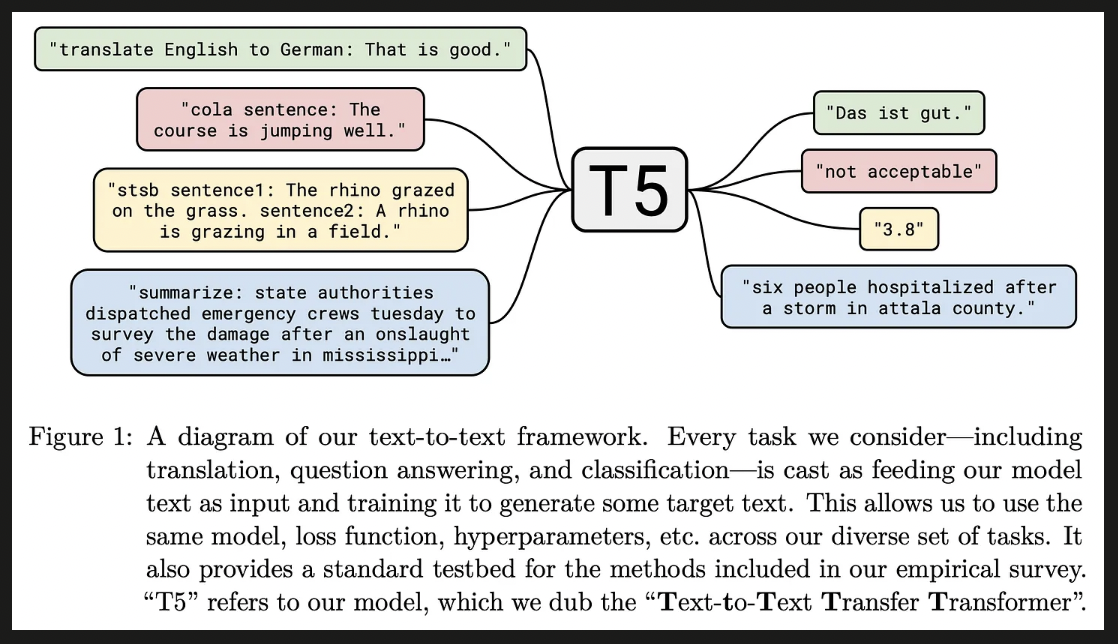 "translate English to German: That is good."
"cola sentence: The
course is jumping well."
"stsb sentence1: The rhino grazed
on the grass. sentence2: A rhino
is grazing in a field."
"summarize: state authorities
dispatched emergency crews tuesday to
survey the damage after an onslaught
of severe weather in mississippi…"
T5
"Das ist gut."
"not acceptable"
"3.8"
"six people hospitalized after
a storm in attala county."
Figure 1: A diagram of our text-to-text framework. Every task we consider—including
translation, question answering, and classification—is cast as feeding our model
text as input and training it to generate some target text. This allows us to use the
same model, loss function, hyperparameters, etc. across our diverse set of tasks. It
also provides a standard testbed for the methods included in our empirical survey.
“T5” refers to our model, which we dub the “Text-to-Text Transfer Transformer”.